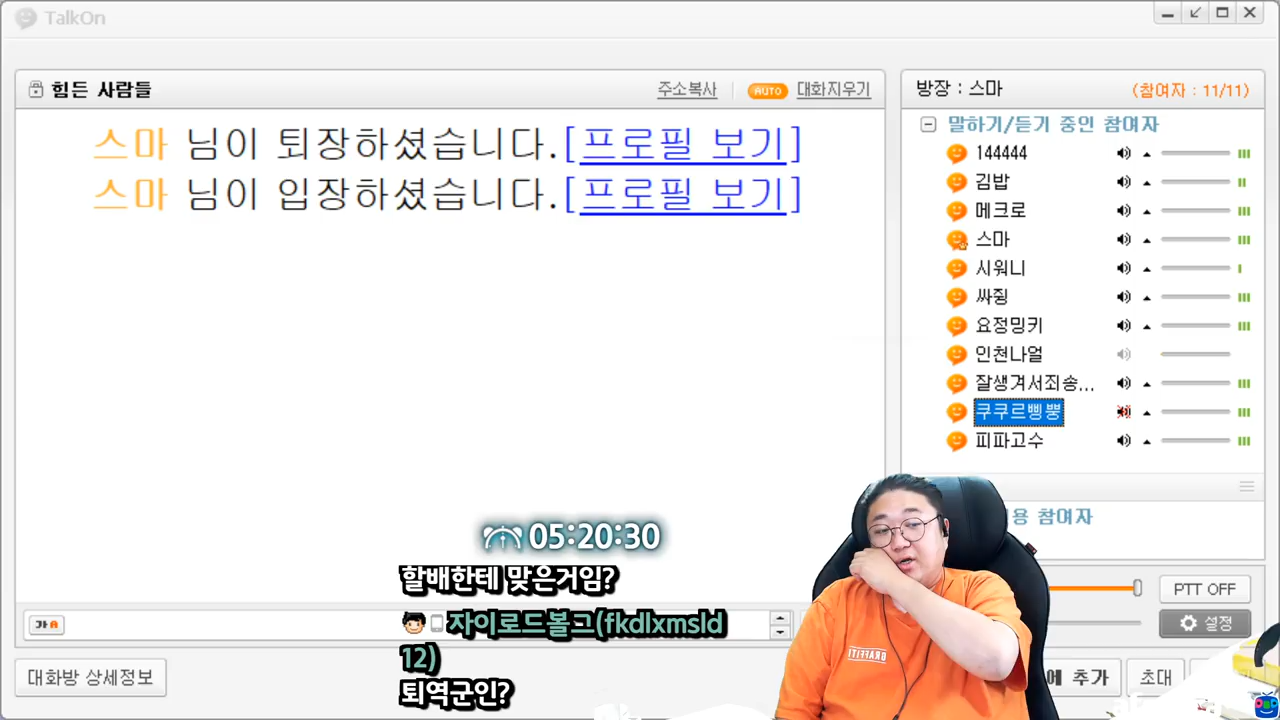 TalkOn
힘든 사람들
주소복사
AUTO
대화지우기
스마 님이 퇴장하셨습니다.[프로필 보기]
스마 님이 입장하셨습니다.[프로필 보기]
방장 : 스마
(참여자 : 11/11)
말하기/듣기 중인 참여자
144444
김밥
메크로
스마
시워니
싸죙
요정밍키
인천나얼
잘생겨서죄송...
쿠쿠르삥뽕
피파고수
용 참여자
PTT OFF
설정
05:20:30
할배한테 맞은거임?
자이로드볼그(fkdlxmsld
12)
퇴역군인?
가A
GRAFFITI
대화방 상세정보
에 추가
초대